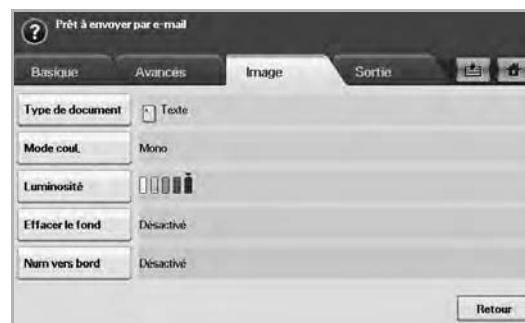 Prêt à envoyer par e-mail
Basique Avancés Image Sortie
Type de document Texte
Mode coul. Mono
Luminosité
Effacer le fond Désactivé
Num vers bord Désactivé
Retour